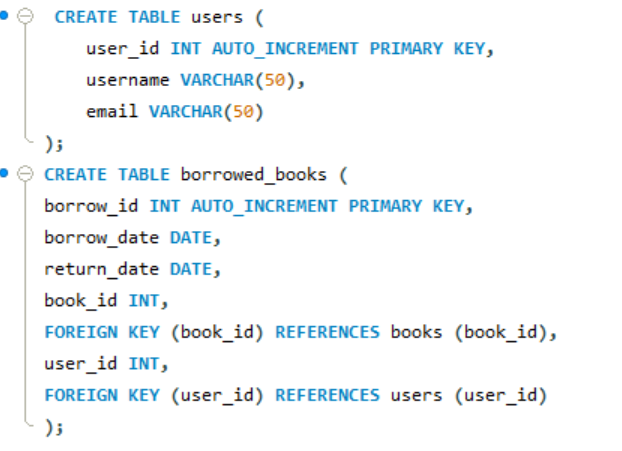 CREATE TABLE users (
user_id INT AUTO_INCREMENT PRIMARY KEY,
username VARCHAR(50),
email VARCHAR(50)
);
CREATE TABLE borrowed_books (
borrow_id INT AUTO_INCREMENT PRIMARY KEY,
borrow_date DATE,
return_date DATE,
book_id INT,
FOREIGN KEY (book_id) REFERENCES books (book_id),
user_id INT,
FOREIGN KEY (user_id) REFERENCES users (user_id)
);